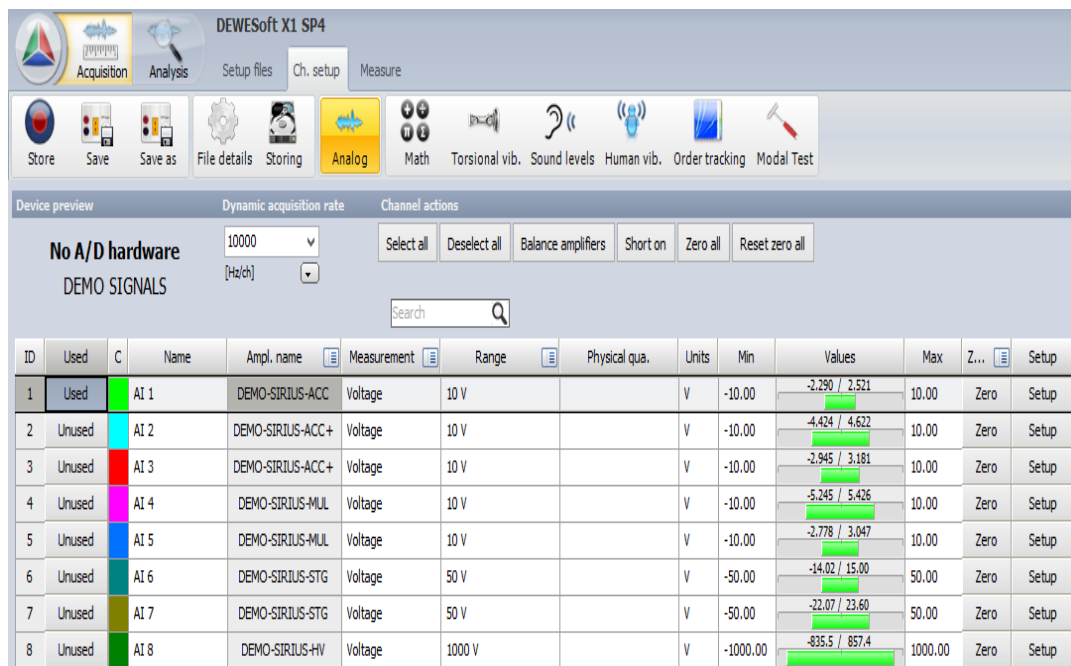 DEWESoft X1 SP4
Acquisition Analysis Setup files Ch. setup Measure
Store Save Save as File details Storing Analog Math Torsional vib. Sound levels Human vib. Order tracking Modal Test
Device preview Dynamic acquisition rate Channel actions
No A/D hardware
DEMO SIGNALS
10000
[Hz/ch]
Select all Deselect all Balance amplifiers Short on Zero all Reset zero all
Search
ID Used C Name Ampl. name Measurement Range Physical qua. Units Min Values Max Z... Setup
1 Used AI 1 DEMO-SIRIUS-ACC Voltage 10 V V -10.00 -2.290 / 2.521 10.00 Zero Setup
2 Unused AI 2 DEMO-SIRIUS-ACC+ Voltage 10 V V -10.00 -4.424 / 4.622 10.00 Zero Setup
3 Unused AI 3 DEMO-SIRIUS-ACC+ Voltage 10 V V -10.00 -2.945 / 3.181 10.00 Zero Setup
4 Unused AI 4 DEMO-SIRIUS-MUL Voltage 10 V V -10.00 -5.245 / 5.426 10.00 Zero Setup
5 Unused AI 5 DEMO-SIRIUS-MUL Voltage 10 V V -10.00 -2.778 / 3.047 10.00 Zero Setup
6 Unused AI 6 DEMO-SIRIUS-STG Voltage 50 V V -50.00 -14.02 / 15.00 50.00 Zero Setup
7 Unused AI 7 DEMO-SIRIUS-STG Voltage 50 V V -50.00 -22.07 / 23.60 50.00 Zero Setup
8 Unused AI 8 DEMO-SIRIUS-HV Voltage 1000 V V -1000.00 -835.5 / 857.4 1000.00 Zero Setup